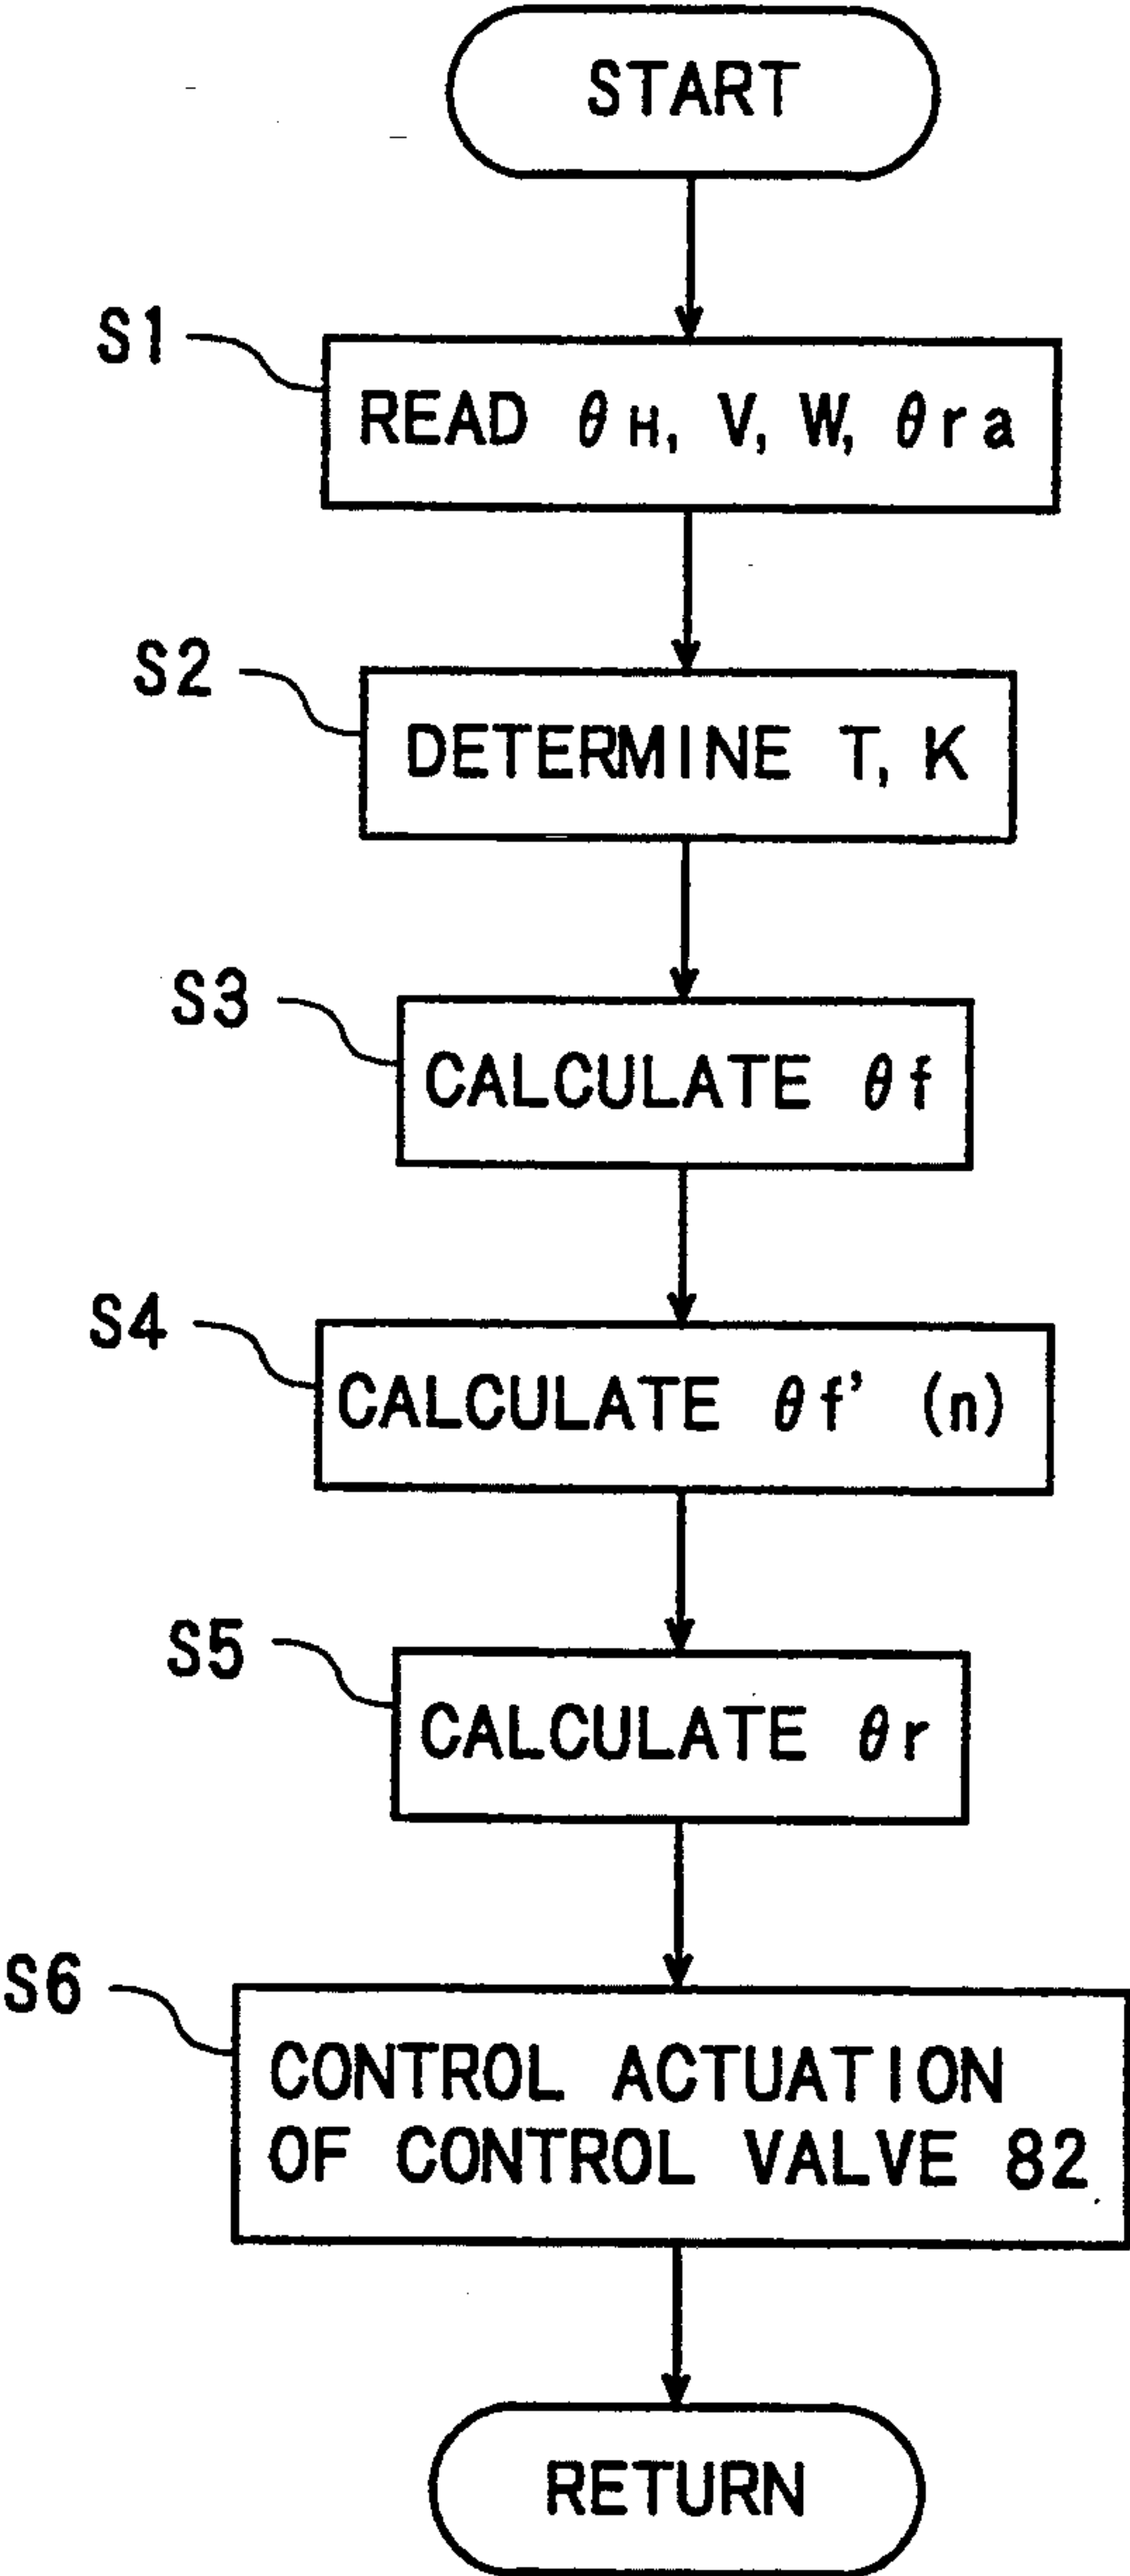 START
S1
READ θH, V, W, θra
S2
DETERMINE T, K
S3
CALCULATE θf
S4
CALCULATE θf' (n)
S5
CALCULATE θr
S6
CONTROL ACTUATION
OF CONTROL VALVE 82
RETURN